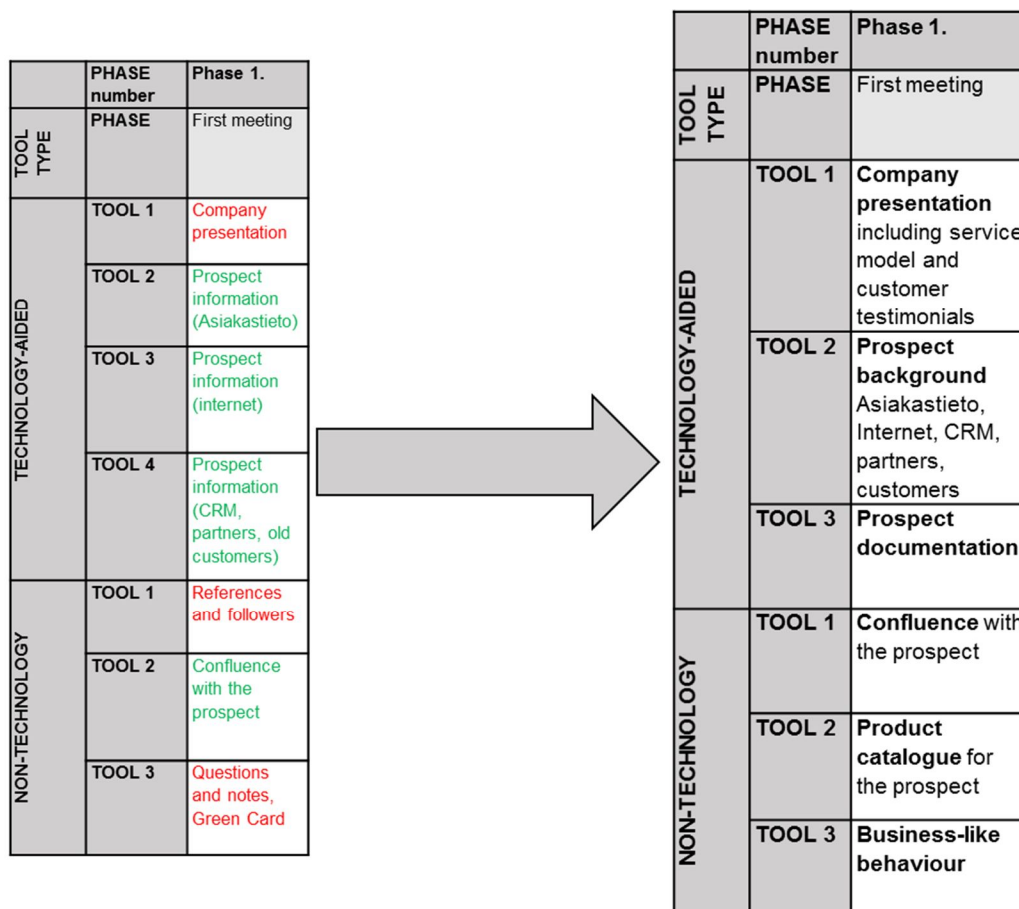 PHASE
number
Phase 1.
TOOL
TYPE
PHASE
First meeting
TECHNOLOGY-AIDED
TOOL 1
Company
presentation
TOOL 2
Prospect
information
(Asiakastieto)
TOOL 3
Prospect
information
(internet)
TOOL 4
Prospect
information
(CRM,
partners, old
customers)
NON-TECHNOLOGY
TOOL 1
References
and followers
TOOL 2
Confluence
with the
prospect
TOOL 3
Questions
and notes,
Green Card
PHASE
number
Phase 1.
TOOL
TYPE
PHASE
First meeting
TECHNOLOGY-AIDED
TOOL 1
Company
presentation
including service
model and
customer
testimonials
TOOL 2
Prospect
background
Asiakastieto,
Internet, CRM,
partners,
customers
TOOL 3
Prospect
documentation
NON-TECHNOLOGY
TOOL 1
Confluence with
the prospect
TOOL 2
Product
catalogue for
the prospect
TOOL 3
Business-like
behaviour